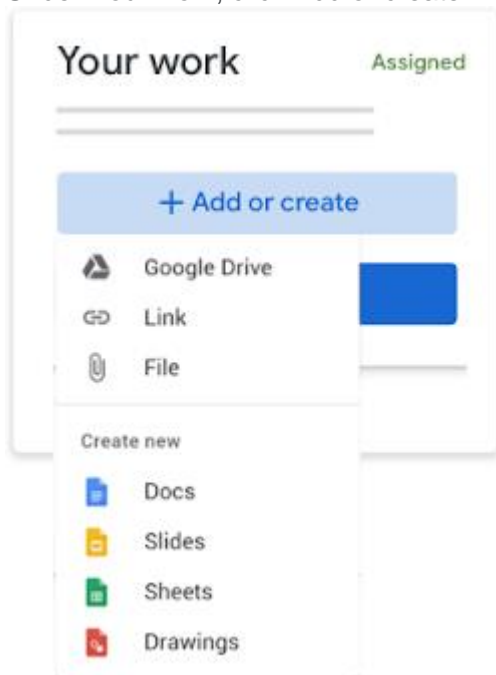 Your work
Assigned
+ Add or create
Google Drive
Link
File
Create new
Docs
Slides
Sheets
Drawings